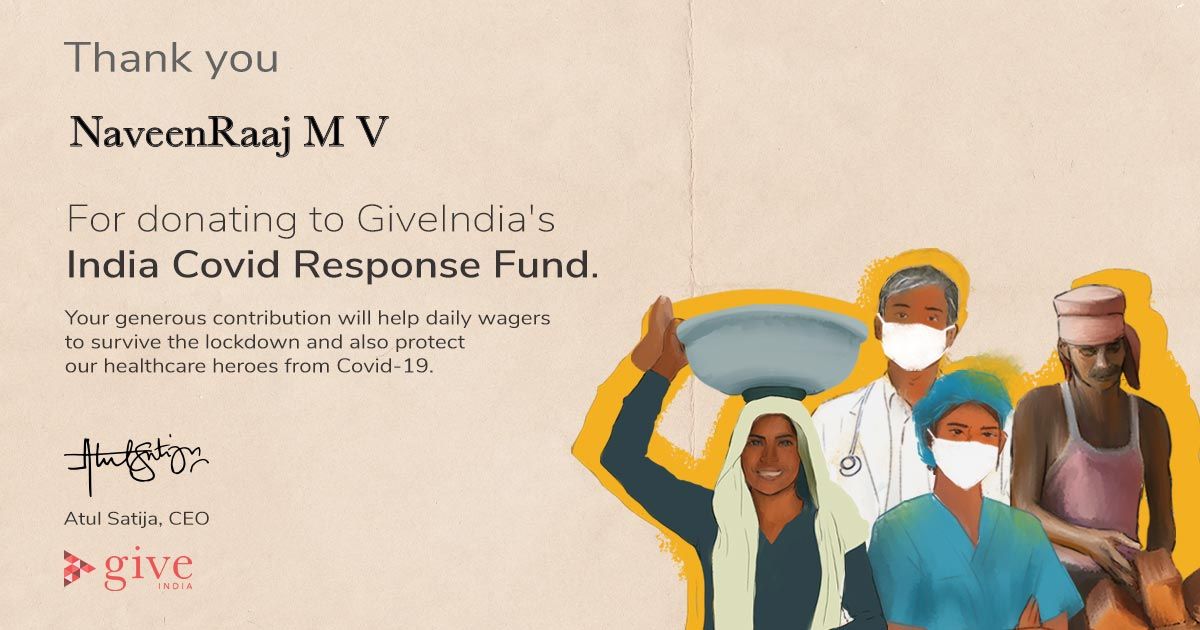 Thank you
NaveenRaaj M V
For donating to GiveIndia's
India Covid Response Fund.
Your generous contribution will help daily wagers
to survive the lockdown and also protect
our healthcare heroes from Covid-19.
AtulSatija
Atul Satija, CEO
give
INDIA